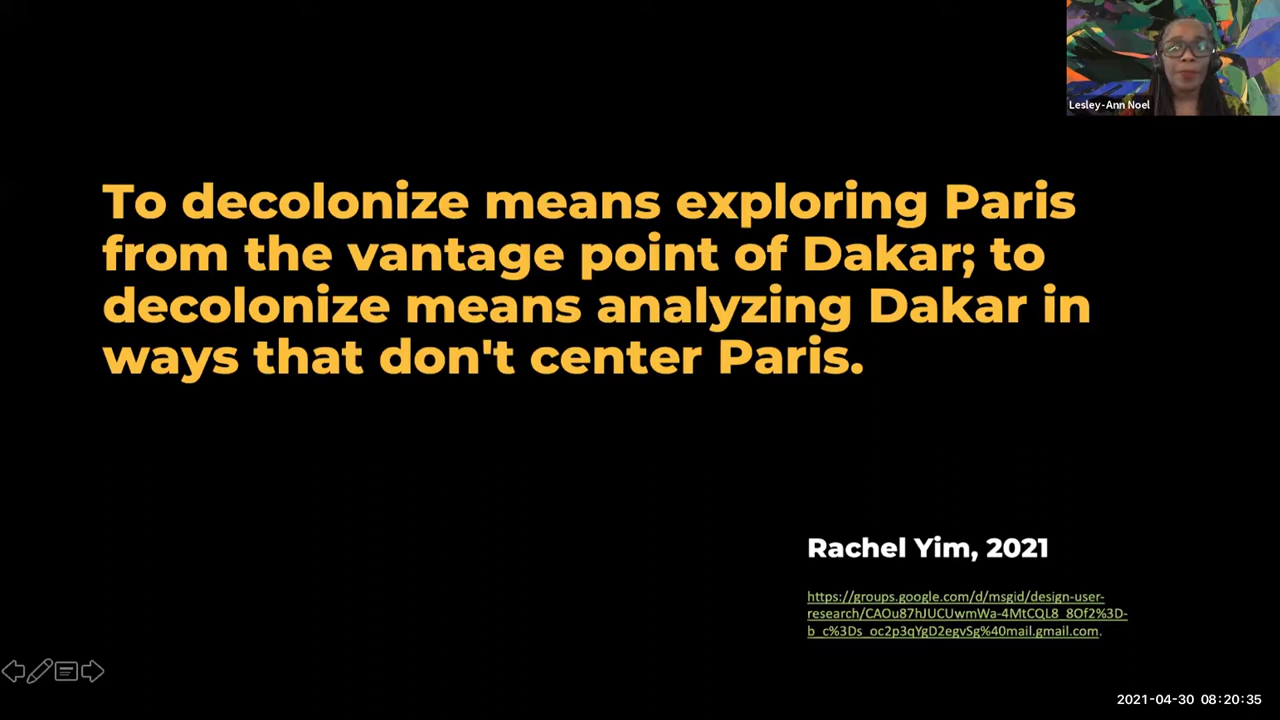 Lesley-Ann Noel
To decolonize means exploring Paris
from the vantage point of Dakar; to
decolonize means analyzing Dakar in
ways that don't center Paris.
Rachel Yim, 2021
https://groups.google.com/d/msgid/design-user-
research/CAOu87hJUCUwmWa-4MtCQL8_8Of2%3D-
b_c%3Ds_oc2p3qYgD2egvSg%40mail.gmail.com.
2021-04-30 08:20:35